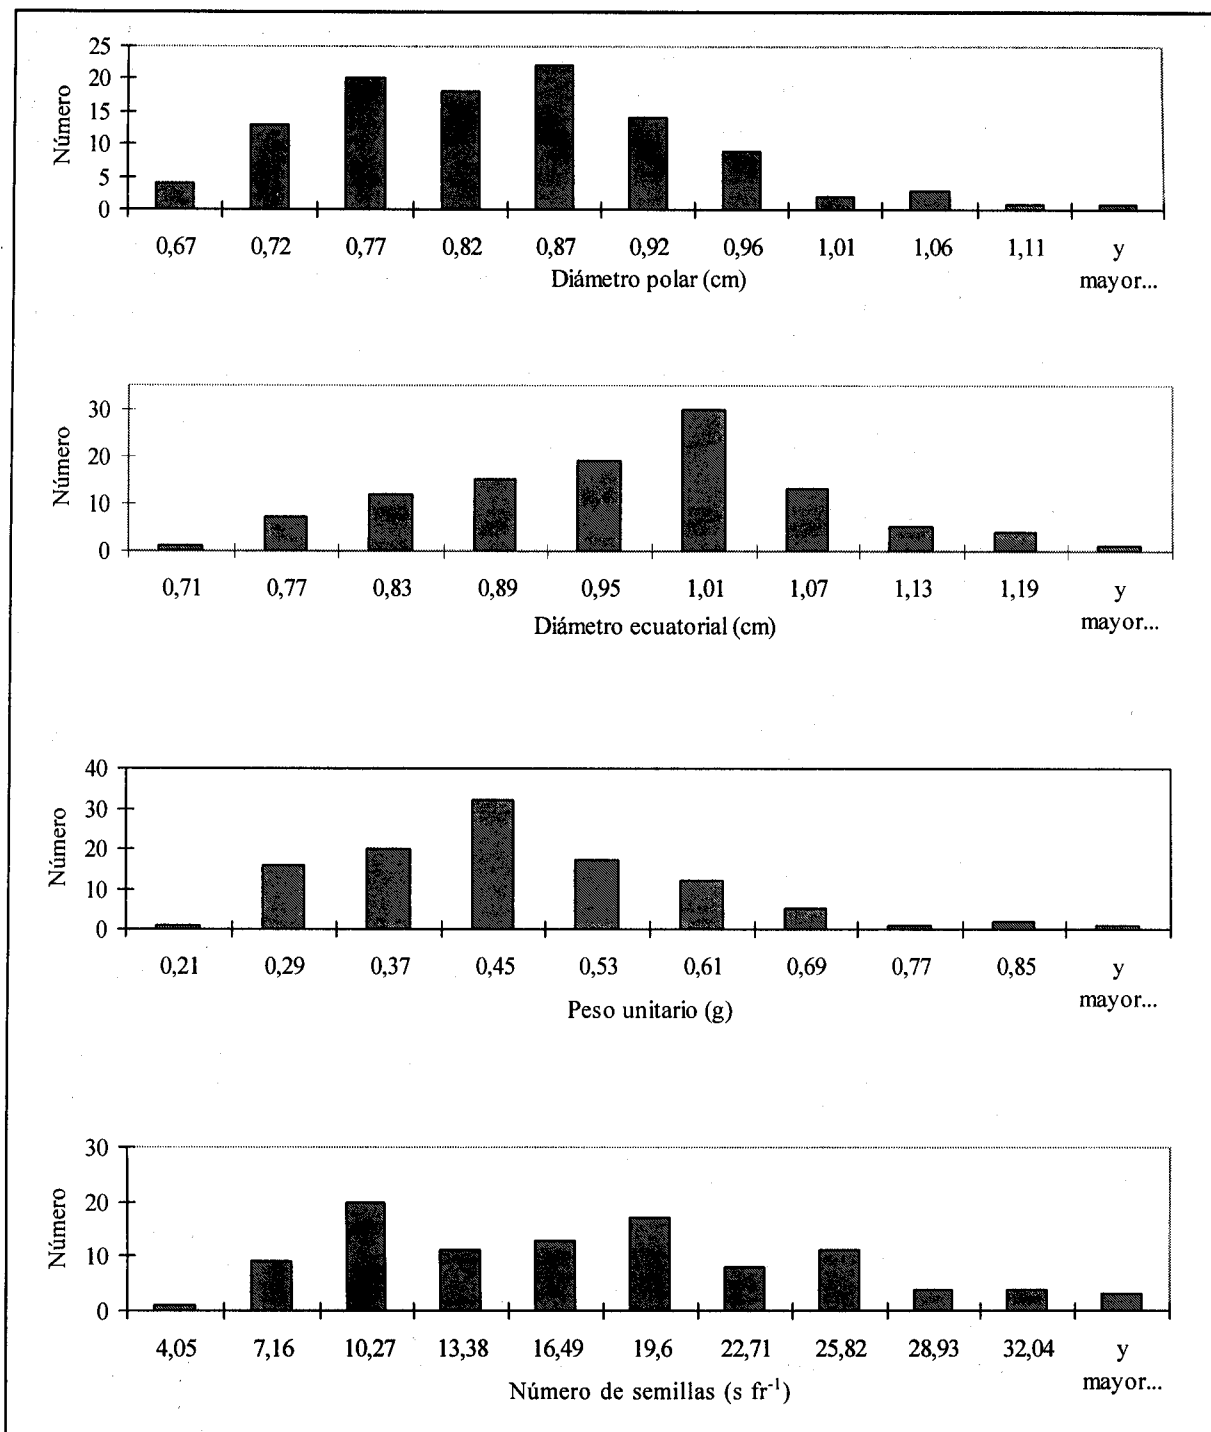 25
20
15
10
5
0
Número
0,67 0,72 0,77 0,82 0,87 0,92 0,96 1,01 1,06 1,11 y mayor...
Diámetro polar (cm)
30
20
10
0
Número
0,71 0,77 0,83 0,89 0,95 1,01 1,07 1,13 1,19 y mayor...
Diámetro ecuatorial (cm)
40
30
20
10
0
Número
0,21 0,29 0,37 0,45 0,53 0,61 0,69 0,77 0,85 y mayor...
Peso unitario (g)
30
20
10
0
Número
4,05 7,16 10,27 13,38 16,49 19,6 22,71 25,82 28,93 32,04 y mayor...
Número de semillas (s fr⁻¹)